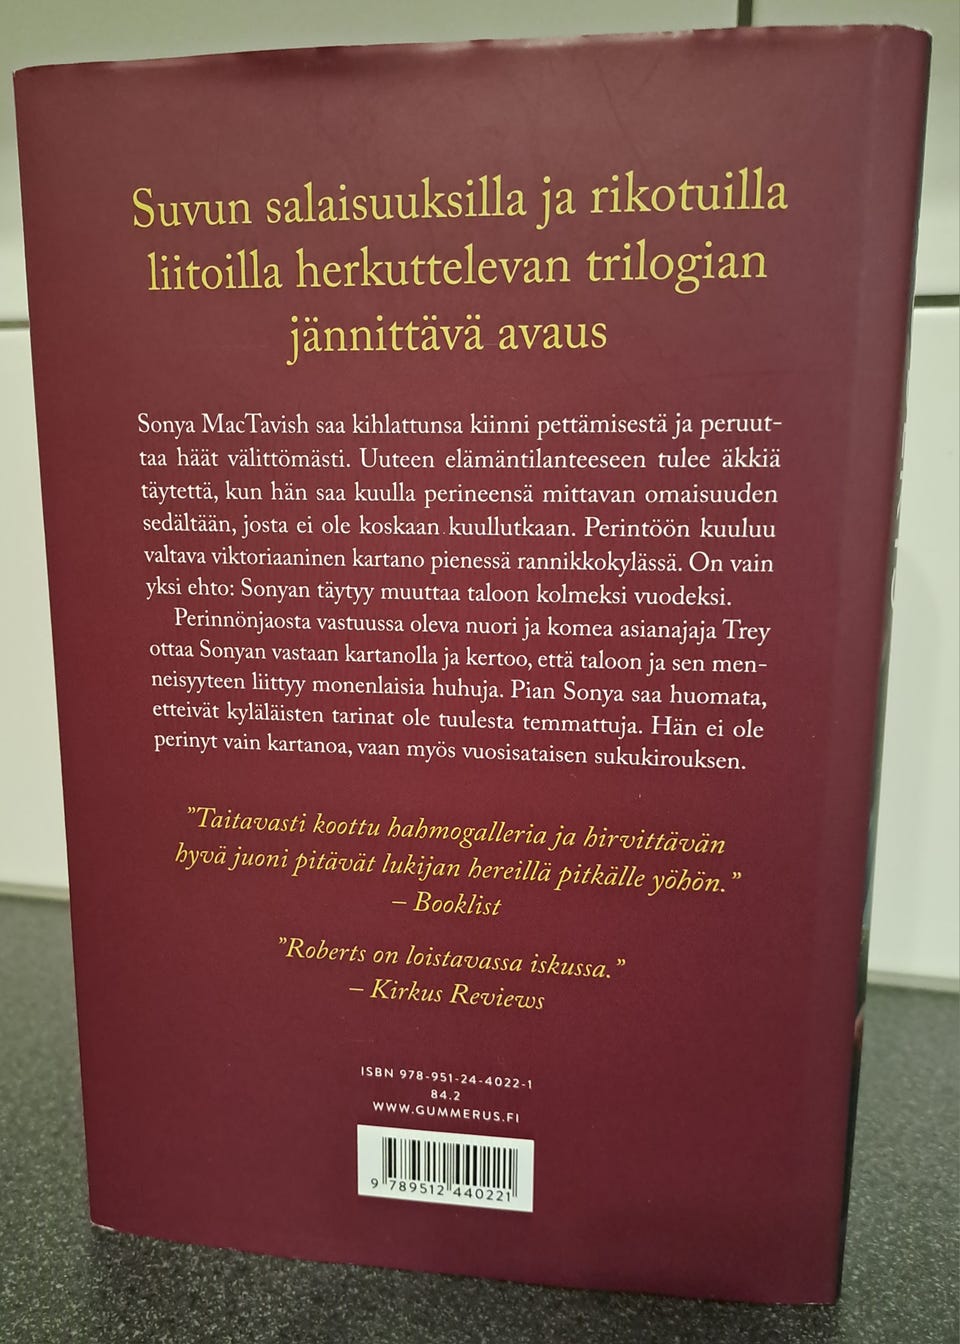 Suvun salaisuuksilla ja rikotuilla
liitoilla herkuttelevan trilogian
jännittävä avaus
Sonya MacTavish saa kihlattunsa kiinni pettämisestä ja peruut-
taa häät välittömästi. Uuteen elämäntilanteeseen tulee äkkiä
täytettä, kun hän saa kuulla perineensä mittavan omaisuuden
sedältään, josta ei ole koskaan kuullutkaan. Perintöön kuuluu
valtava viktoriaaninen kartano pienessä rannikkokylässä. On vain
yksi ehto: Sonyan täytyy muuttaa taloon kolmeksi vuodeksi.
Perinnönjaosta vastuussa oleva nuori ja komea asianajaja Trey
ottaa Sonyan vastaan kartanolla ja kertoo, että taloon ja sen men-
neisyyteen liittyy monenlaisia huhuja. Pian Sonya saa huomata,
etteivät kyläläisten tarinat ole tuulesta temmattuja. Hän ei ole
perinyt vain kartanoa, vaan myös vuosisataisen sukukirouksen.
”Taitavasti koottu hahmogalleria ja hirvittävän
hyvä juoni pitävät lukijan hereillä pitkälle yöhön.”
– Booklist
”Roberts on loistavassa iskussa.”
– Kirkus Reviews
ISBN 978-951-24-4022-1
84.2
WWW.GUMMERUS.FI
9 789512 440221